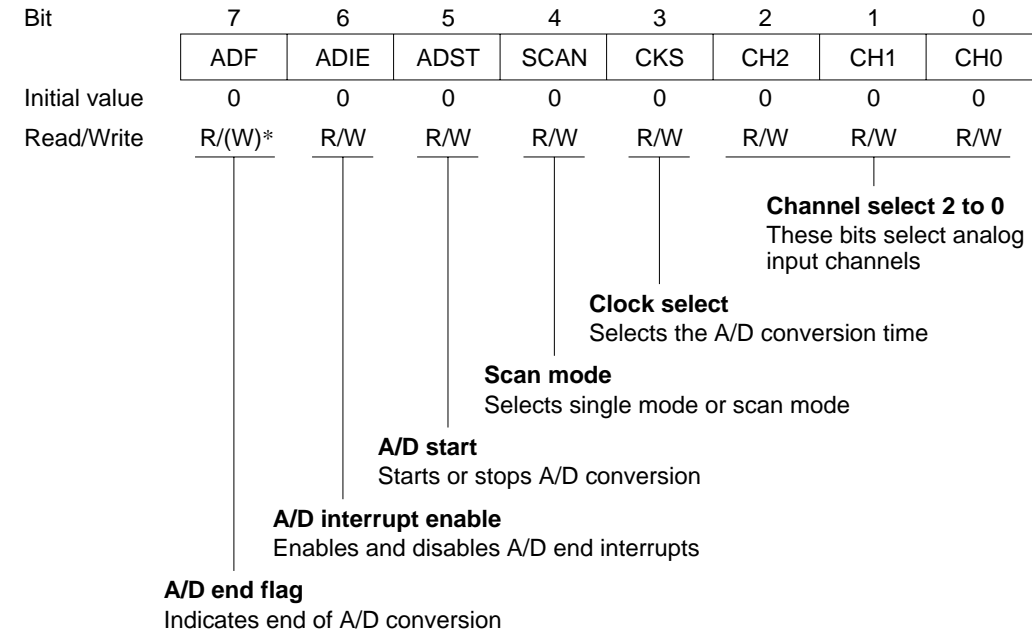 Bit 7 6 5 4 3 2 1 0
ADF ADIE ADST SCAN CKS CH2 CH1 CH0
Initial value 0 0 0 0 0 0 0 0
Read/Write R/(W)* R/W R/W R/W R/W R/W R/W R/W
Channel select 2 to 0
These bits select analog
input channels
Clock select
Selects the A/D conversion time
Scan mode
Selects single mode or scan mode
A/D start
Starts or stops A/D conversion
A/D interrupt enable
Enables and disables A/D end interrupts
A/D end flag
Indicates end of A/D conversion